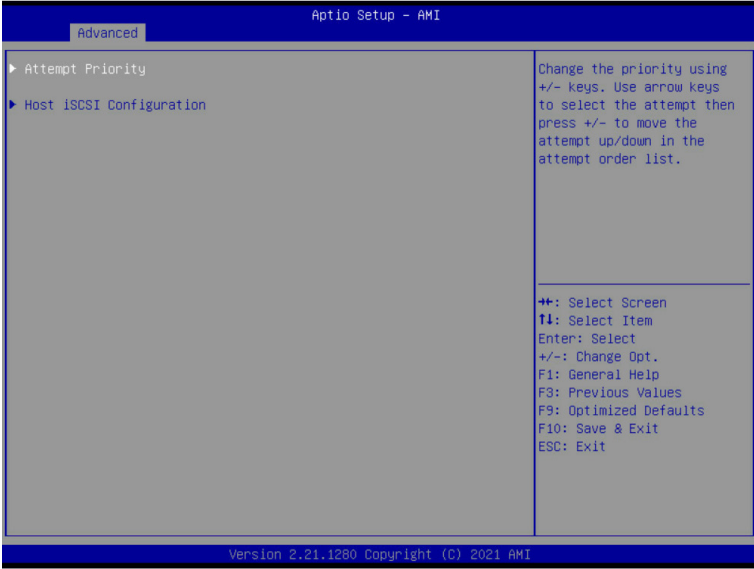 Aptio Setup – AMI
Advanced
▶ Attempt Priority
▶ Host iSCSI Configuration
Change the priority using
+/– keys. Use arrow keys
to select the attempt then
press +/– to move the
attempt up/down in the
attempt order list.
→←: Select Screen
↑↓: Select Item
Enter: Select
+/–: Change Opt.
F1: General Help
F3: Previous Values
F9: Optimized Defaults
F10: Save & Exit
ESC: Exit
Version 2.21.1280 Copyright (C) 2021 AMI